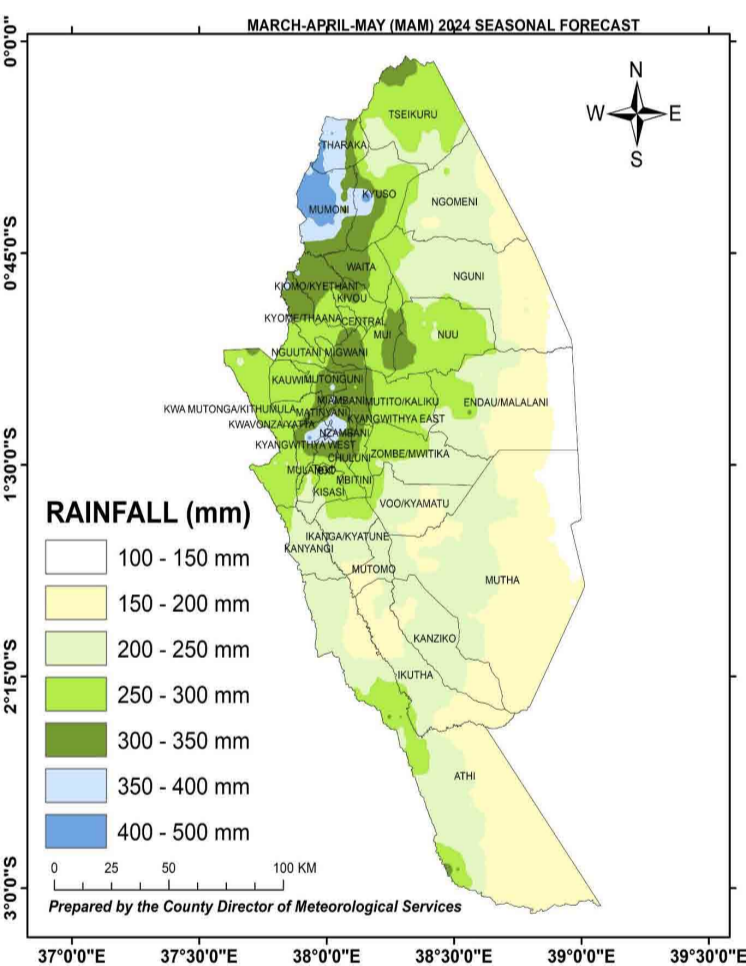 MARCH-APRIL-MAY (MAM) 2024 SEASONAL FORECAST
0°0'0"
N
W E
S
TSEIKURU
THARAKA
KYUSO
MUMONI
NGOMENI
0°45'0"S
WAITA
NGUNI
KIOMO/KYETHANI
KIVOU
KYOME/THAANA
CENTRAL
MUI
NUU
NGUUTANI
MIGWANI
KAUWI
MUTONGUNI
MIAMBANI
MUTITO/KALIKU
ENDAU/MALALANI
KWA MUTONGA/KITHUMULA
MATINYANI
KWAVONZA/YATTA
KYANGWITHYA EAST
NZAMBANI
KYANGWITHYA WEST
ZOMBE/MWITIKA
CHULUNI
1°30'0"S
MBITINI
KISASI
VOO/KYAMATU
RAINFALL (mm)
IKANGA/KYATUNE
KANYANGI
100 - 150 mm
MUTOMO
MUTHA
150 - 200 mm
KANZIKO
200 - 250 mm
IKUTHA
2°15'0"S
250 - 300 mm
300 - 350 mm
ATHI
350 - 400 mm
400 - 500 mm
0 25 50 100 KM
3°0'0"S
Prepared by the County Director of Meteorological Services
37°0'0"E 37°30'0"E 38°0'0"E 38°30'0"E 39°0'0"E 39°30'0"E